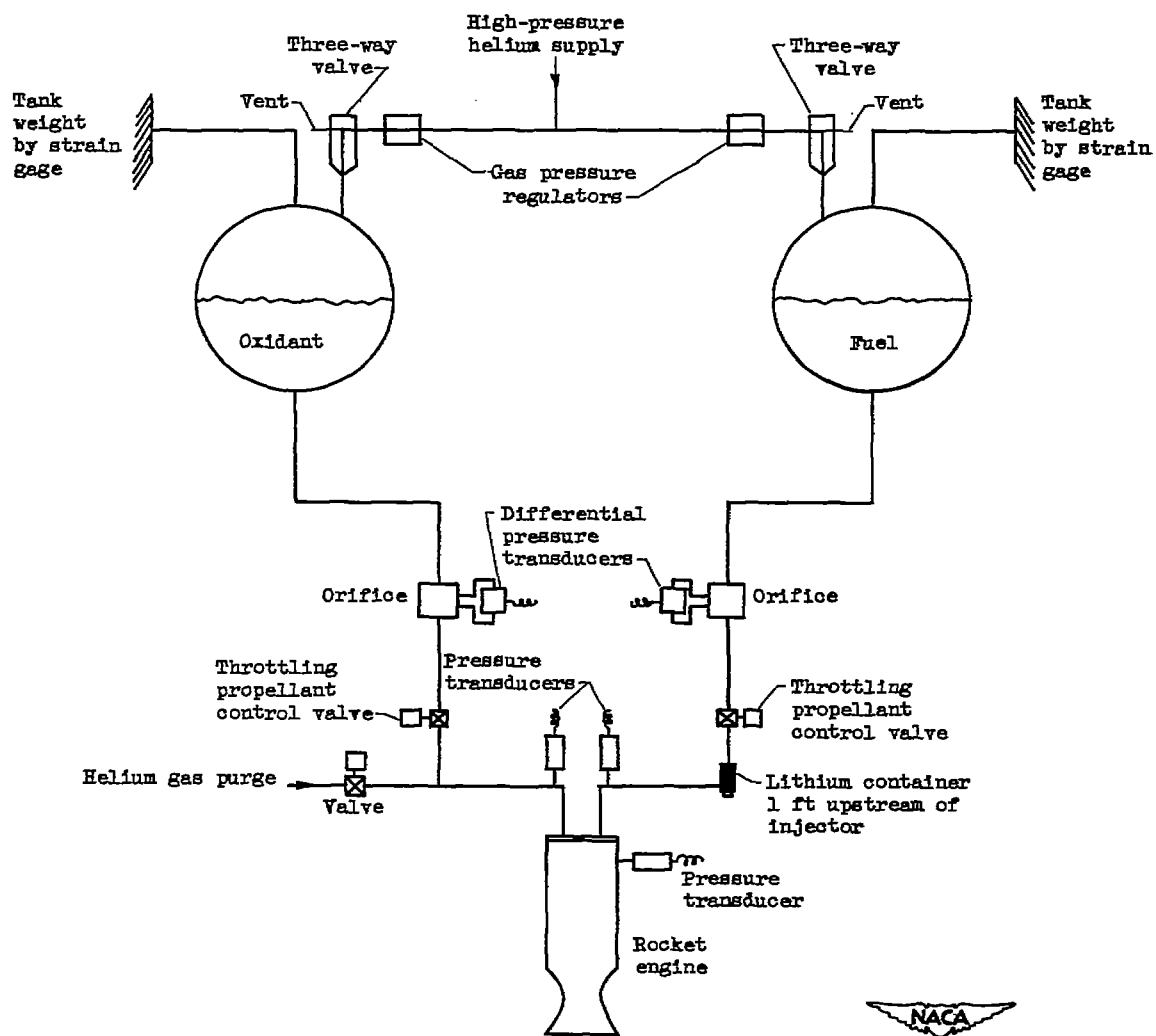 High-pressure
helium supply
Three-way
valve
Three-way
valve
Vent
Vent
Tank
weight
by strain
gage
Tank
weight
by strain
gage
Gas pressure
regulators
Oxidant
Fuel
Differential
pressure
transducers
Orifice
Orifice
Pressure
transducers
Throttling
propellant
control valve
Throttling
propellant
control valve
Helium gas purge
Valve
Lithium container
1 ft upstream of
injector
Pressure
transducer
Rocket
engine
NACA